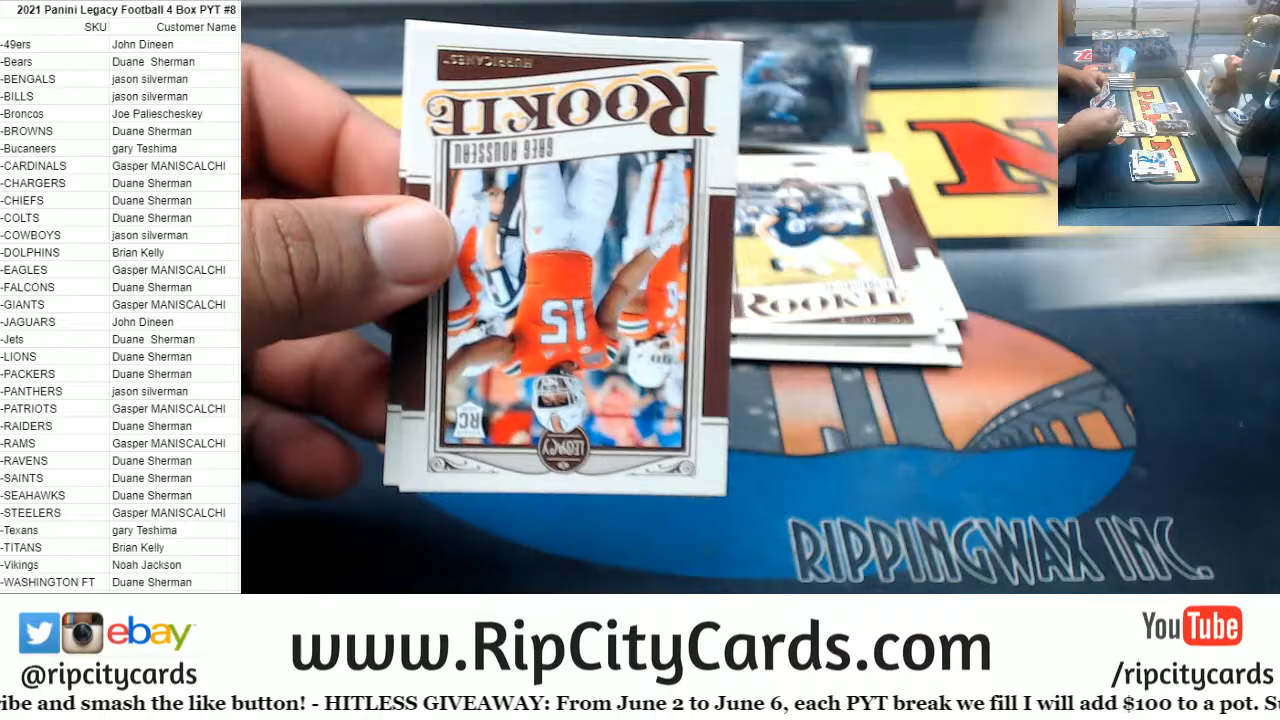 2021 Panini Legacy Football 4 Box PYT #8
SKU Customer Name
-49ers John Dineen
-Bears Duane Sherman
-BENGALS jason silverman
-BILLS jason silverman
-Broncos Joe Paliescheskey
-BROWNS Duane Sherman
-Bucaneers gary Teshima
-CARDINALS Gasper MANISCALCHI
-CHARGERS Duane Sherman
-CHIEFS Duane Sherman
-COLTS Duane Sherman
-COWBOYS jason silverman
-DOLPHINS Brian Kelly
-EAGLES Gasper MANISCALCHI
-FALCONS Duane Sherman
-GIANTS Gasper MANISCALCHI
-JAGUARS John Dineen
-Jets Duane Sherman
-LIONS Duane Sherman
-PACKERS Duane Sherman
-PANTHERS jason silverman
-PATRIOTS Gasper MANISCALCHI
-RAIDERS Duane Sherman
-RAMS Gasper MANISCALCHI
-RAVENS Duane Sherman
-SAINTS Duane Sherman
-SEAHAWKS Duane Sherman
-STEELERS Gasper MANISCALCHI
-Texans gary Teshima
-TITANS Brian Kelly
-Vikings Noah Jackson
-WASHINGTON FT Duane Sherman
HURRICANES
ROOKIE
GREG ROUSSEAU
15
RC
LEGACY
ROOKIE
RIPPINGWAX INC.
ebay
@ripcitycards
www.RipCityCards.com
YouTube
/ripcitycards
ribe and smash the like button! - HITLESS GIVEAWAY: From June 2 to June 6, each PYT break we fill I will add $100 to a pot. S